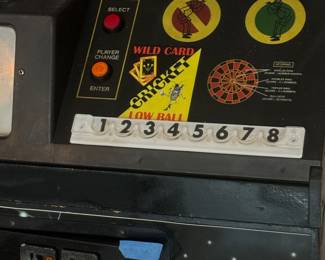 SELECT
PLAYER
CHANGE
ENTER
WILD CARD
CRICKET
LOW BALL
1 2 3 4 5 6 7 8